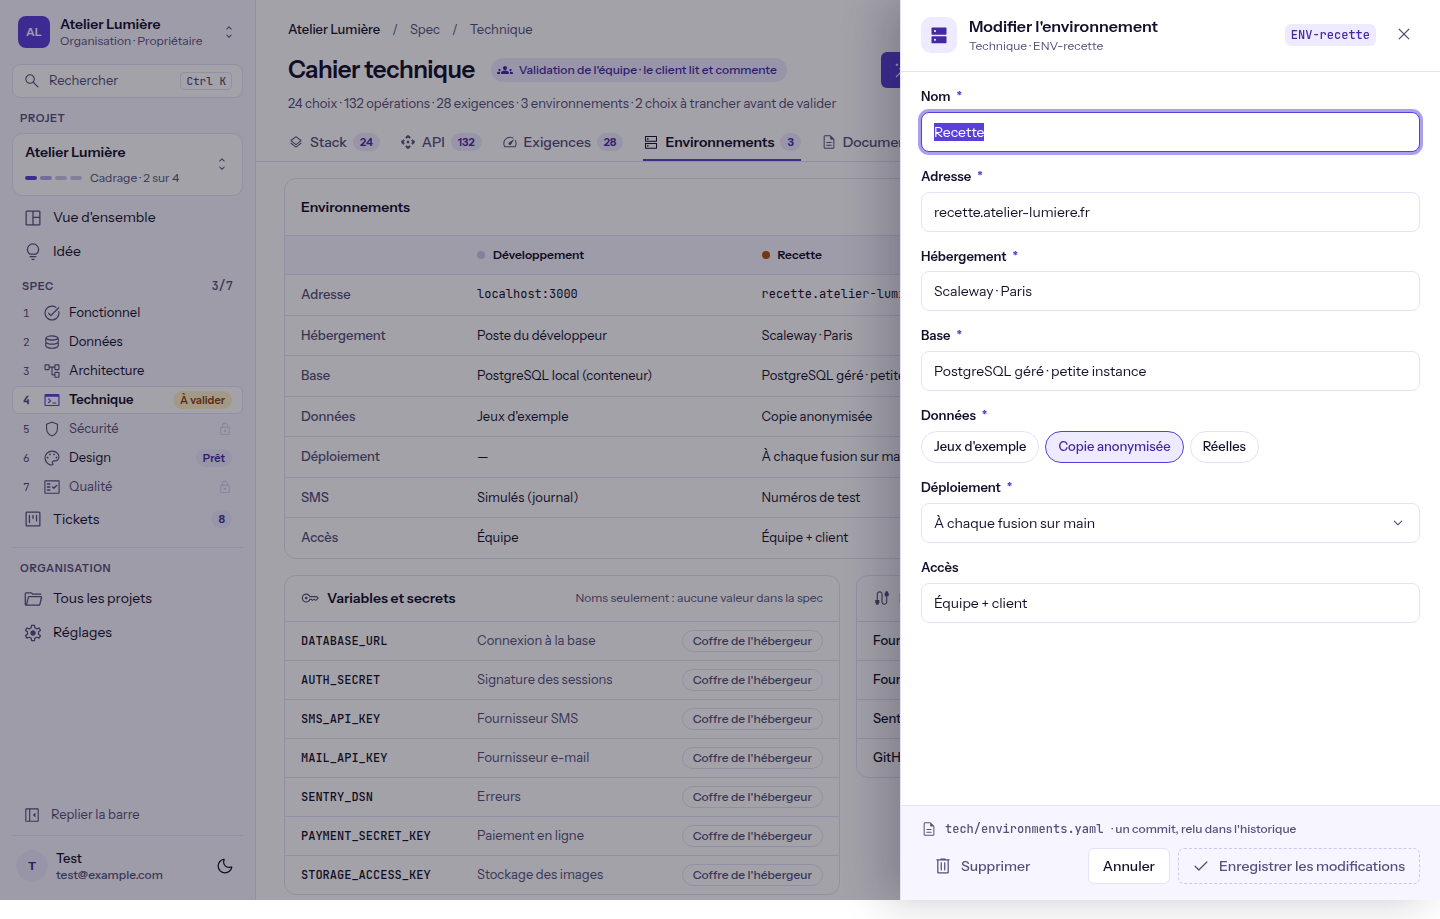 AL
Atelier Lumière
Organisation · Propriétaire
Rechercher
Ctrl K
PROJET
Atelier Lumière
Cadrage · 2 sur 4
Vue d'ensemble
Idée
SPEC 3/7
1 Fonctionnel
2 Données
3 Architecture
4 Technique À valider
5 Sécurité
6 Design Prêt
7 Qualité
Tickets 8
ORGANISATION
Tous les projets
Réglages
Replier la barre
T
Test
test@example.com
Atelier Lumière / Spec / Technique
Cahier technique
Validation de l'équipe · le client lit et commente
24 choix · 132 opérations · 28 exigences · 3 environnements · 2 choix à trancher avant de valider
Stack 24 API 132 Exigences 28 Environnements 3
Environnements
Développement Recette
Adresse localhost:3000
Hébergement Poste du développeur Scaleway · Paris
Base PostgreSQL local (conteneur) PostgreSQL géré ·
Données Jeux d'exemple Copie anonymisée
Déploiement — À chaque fusion sur
SMS Simulés (journal) Numéros de test
Accès Équipe Équipe + client
Variables et secrets Noms seulement : aucune valeur dans la spec
DATABASE_URL Connexion à la base Coffre de l'hébergeur
AUTH_SECRET Signature des sessions Coffre de l'hébergeur
SMS_API_KEY Fournisseur SMS Coffre de l'hébergeur
MAIL_API_KEY Fournisseur e-mail Coffre de l'hébergeur
SENTRY_DSN Erreurs Coffre de l'hébergeur
PAYMENT_SECRET_KEY Paiement en ligne Coffre de l'hébergeur
STORAGE_ACCESS_KEY Stockage des images Coffre de l'hébergeur
Modifier l'environnement
Technique · ENV-recette
ENV-recette
Nom *
Recette
Adresse *
recette.atelier-lumiere.fr
Hébergement *
Scaleway · Paris
Base *
PostgreSQL géré · petite instance
Données *
Jeux d'exemple Copie anonymisée Réelles
Déploiement *
À chaque fusion sur main
Accès
Équipe + client
tech/environments.yaml · un commit, relu dans l'historique
Supprimer Annuler Enregistrer les modifications